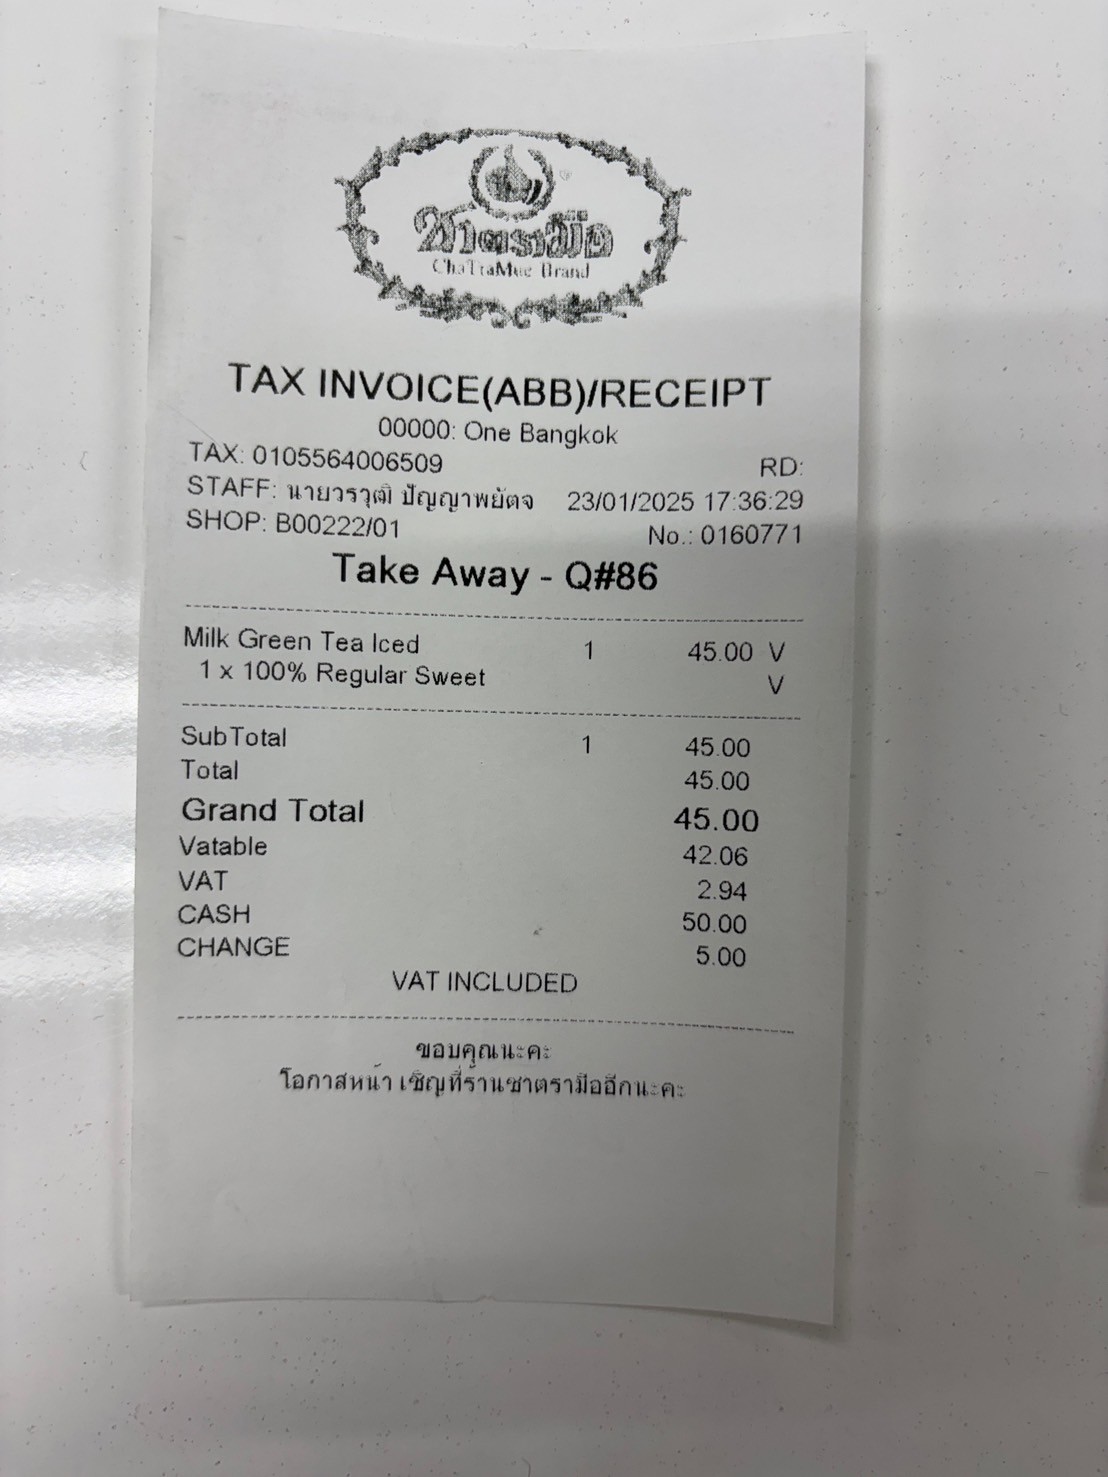 ชาตรามือ
ChaTraMue Brand
TAX INVOICE(ABB)/RECEIPT
00000: One Bangkok
TAX: 0105564006509 RD:
STAFF: นายวรวุฒิ ปัญญาพยัตจ 23/01/2025 17:36:29
SHOP: B00222/01 No.: 0160771
Take Away - Q#86
Milk Green Tea Iced 1 45.00 V
1 x 100% Regular Sweet V
SubTotal 1 45.00
Total 45.00
Grand Total 45.00
Vatable 42.06
VAT 2.94
CASH 50.00
CHANGE 5.00
VAT INCLUDED
ขอบคุณนะคะ
โอกาสหน้า เชิญที่ร้านชาตรามืออีกนะคะ